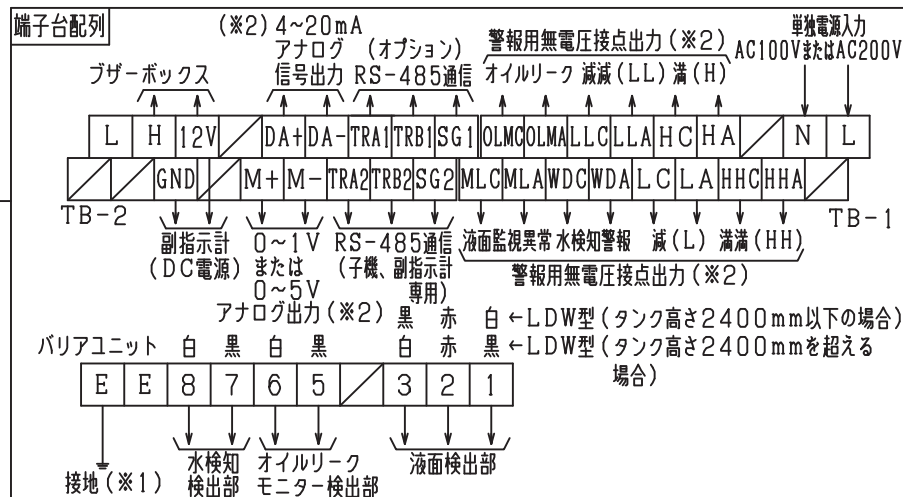 端子台配列
(※2) 4~20mA
アナログ
信号出力
(オプション)
RS-485通信
警報用無電圧接点出力(※2)
オイルリーク 減減(LL) 満(H)
単独電源入力
AC100VまたはAC200V
ブザーボックス
L H 12V DA+ DA- TRA1 TRB1 SG1 OLMC OLMA LLC LLA HC HA N L
GND M+ M- TRA2 TRB2 SG2 MLC MLA WDC WDA LC LA HHC HHA
TB-2
TB-1
副指示計
(DC電源)
0~1V
または
0~5V
アナログ出力(※2)
RS-485通信
(子機、副指示計
専用)
液面監視異常 水検知警報 減(L) 満満(HH)
警報用無電圧接点出力(※2)
黒 赤 白 ←LDW型(タンク高さ2400mm以下の場合)
バリアユニット 白 黒 白 黒 白 赤 黒 ←LDW型(タンク高さ2400mmを超える
場合)
E E 8 7 6 5 3 2 1
接地(※1)
水検知
検出部
オイルリーク
モニター検出部
液面検出部